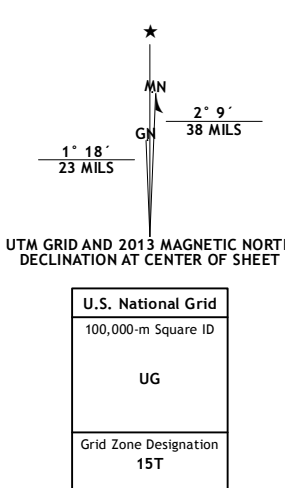 ★
MN
GN
2° 9´
38 MILS
1° 18´
23 MILS
UTM GRID AND 2013 MAGNETIC NORTH
DECLINATION AT CENTER OF SHEET
U.S. National Grid
100,000-m Square ID
UG
Grid Zone Designation
15T